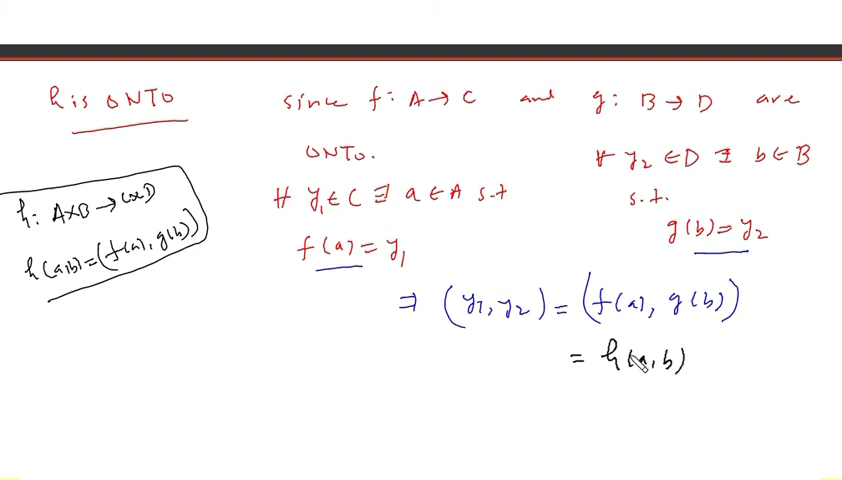 h is ONTO
since f: A → C and g: B → D are
ONTO.
∀ y₁ ∈ C ∃ a ∈ A s.t
f(a) = y₁
∀ y₂ ∈ D ∃ b ∈ B
s.t.
g(b) = y₂
h: A×B → C×D
h(a,b) = (f(a), g(b))
⇒ (y₁, y₂) = (f(a), g(b))
= h(a, b)